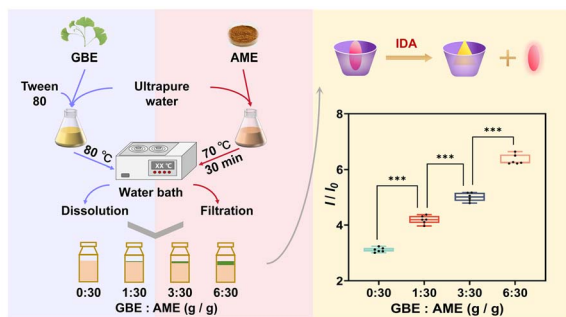 GBE
AME
Tween
80
Ultrapure
water
80 ℃
70 ℃
30 min
XX ℃
Water bath
Dissolution
Filtration
0:30
1:30
3:30
6:30
GBE : AME (g / g)
IDA
+
8
6
4
2
I / I0
***
***
***
0:30
1:30
3:30
6:30
GBE : AME (g / g)